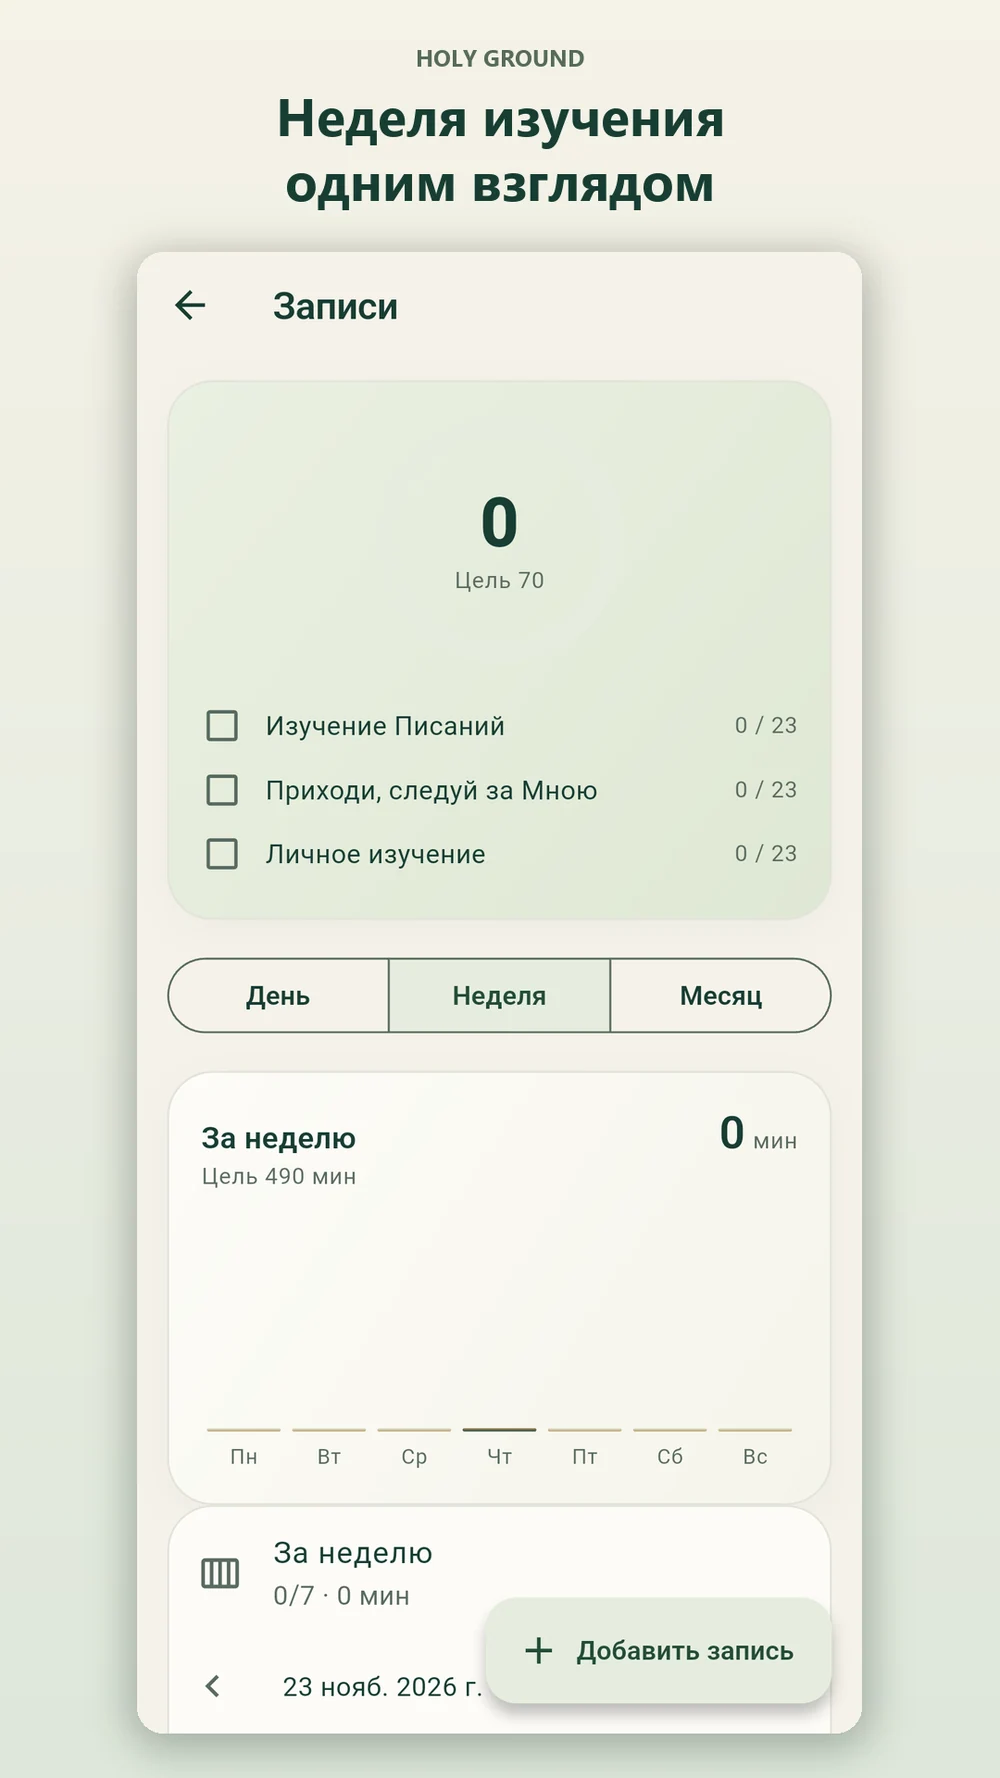 HOLY GROUND
Неделя изучения
одним взглядом
Записи
0
Цель 70
Изучение Писаний 0 / 23
Приходи, следуй за Мною 0 / 23
Личное изучение 0 / 23
День Неделя Месяц
За неделю 0 мин
Цель 490 мин
Пн Вт Ср Чт Пт Сб Вс
За неделю
0/7 · 0 мин
Добавить запись
23 нояб. 2026 г.